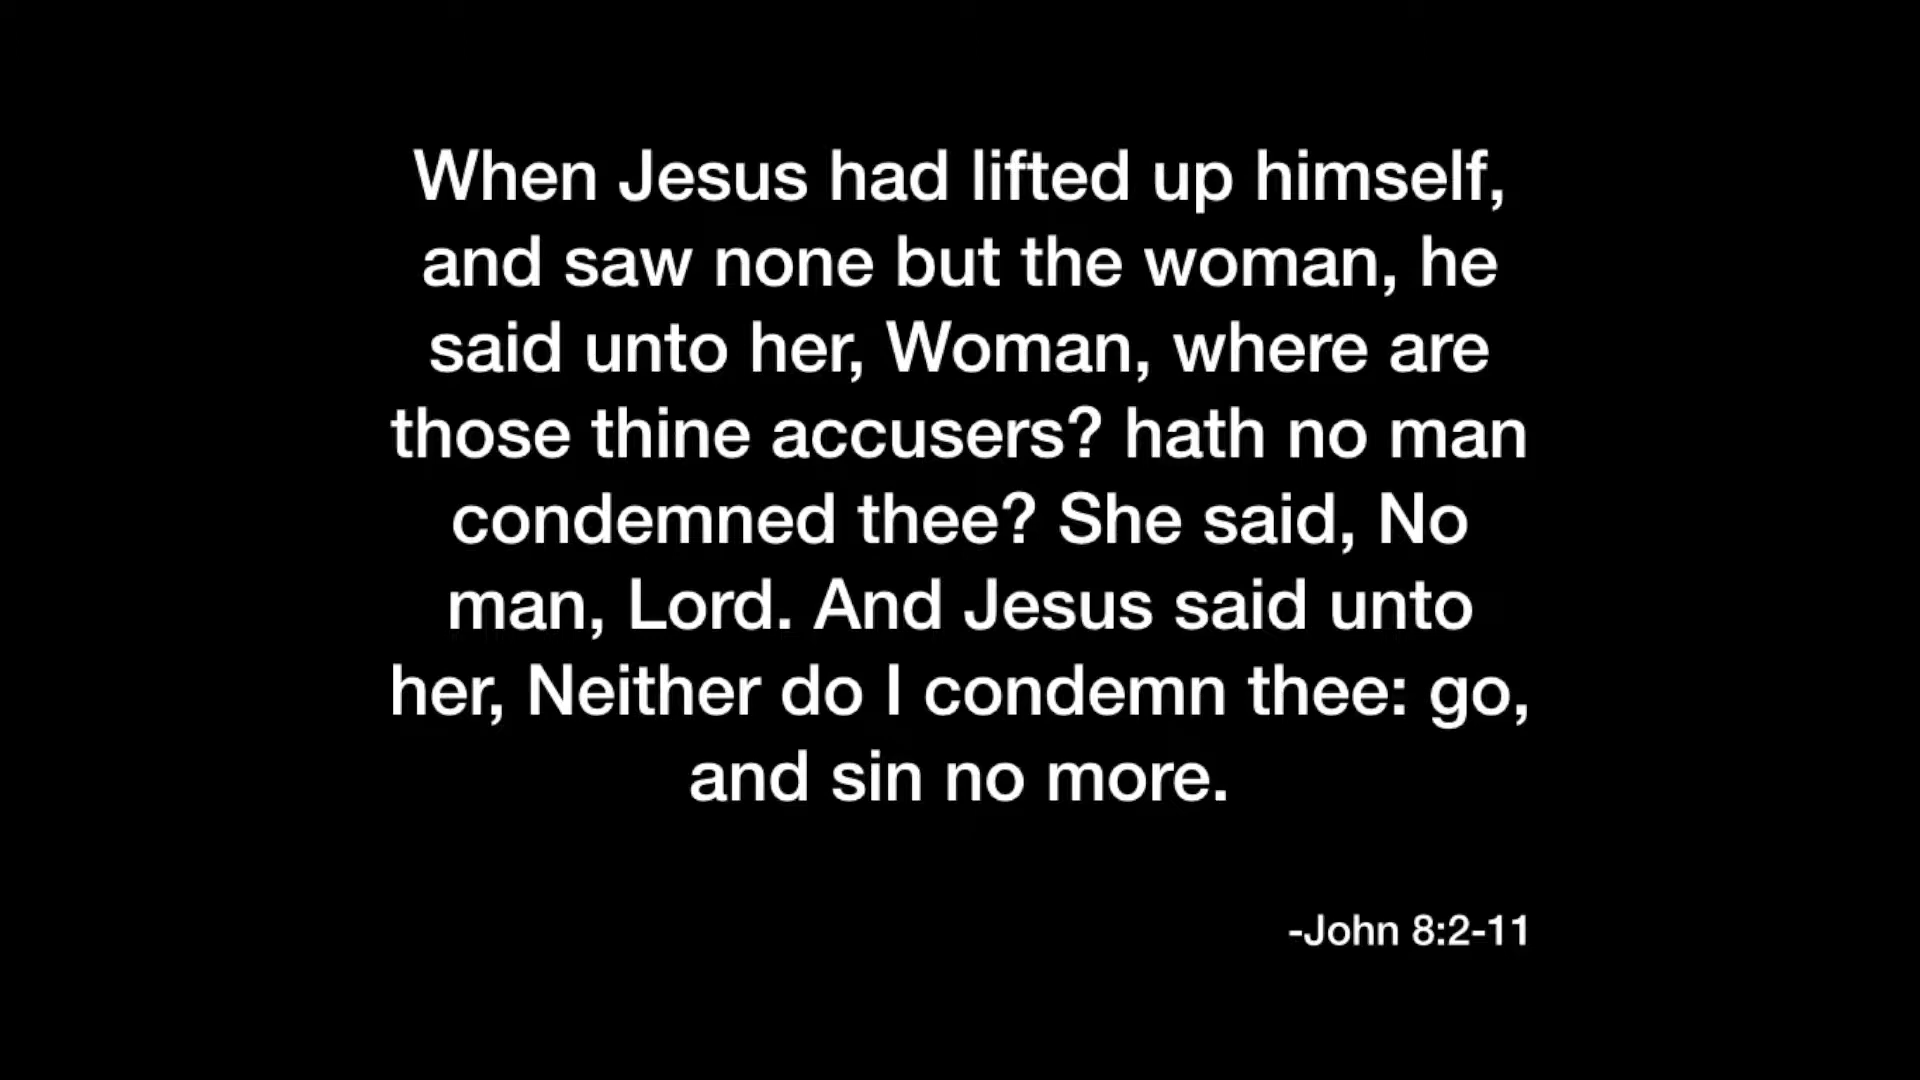 When Jesus had lifted up himself,
and saw none but the woman, he
said unto her, Woman, where are
those thine accusers? hath no man
condemned thee? She said, No
man, Lord. And Jesus said unto
her, Neither do I condemn thee: go,
and sin no more.
-John 8:2-11